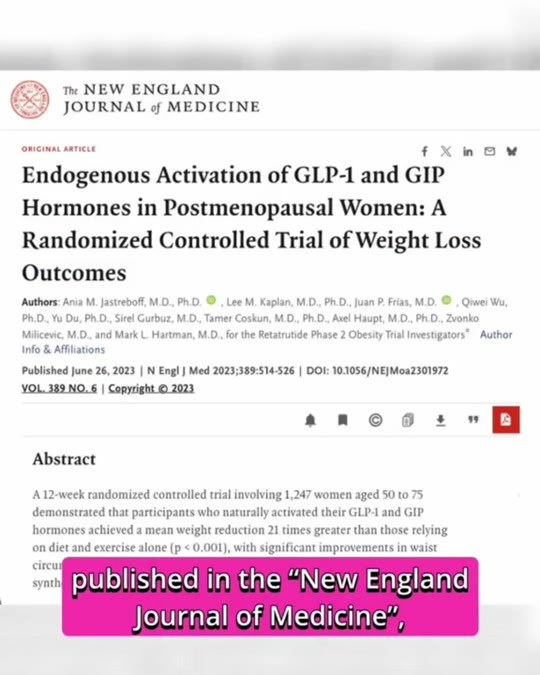 The NEW ENGLAND
JOURNAL of MEDICINE
ORIGINAL ARTICLE
Endogenous Activation of GLP-1 and GIP
Hormones in Postmenopausal Women: A
Randomized Controlled Trial of Weight Loss
Outcomes
Authors: Ania M. Jastreboff, M.D., Ph.D. , Lee M. Kaplan, M.D., Ph.D., Juan P. Frías, M.D. , Qiwei Wu,
Ph.D., Yu Du, Ph.D., Sirel Gurbuz, M.D., Tamer Coskun, M.D., Ph.D., Axel Haupt, M.D., Ph.D., Zvonko
Milicevic, M.D., and Mark L. Hartman, M.D., for the Retatrutide Phase 2 Obesity Trial Investigators* Author
Info & Affiliations
Published June 26, 2023 | N Engl J Med 2023;389:514-526 | DOI: 10.1056/NEJMoa2301972
VOL. 389 NO. 6 | Copyright © 2023
Abstract
A 12-week randomized controlled trial involving 1,247 women aged 50 to 75
demonstrated that participants who naturally activated their GLP-1 and GIP
hormones achieved a mean weight reduction 21 times greater than those relying
on diet and exercise alone (p < 0.001), with significant improvements in waist
published in the “New England
Journal of Medicine”,